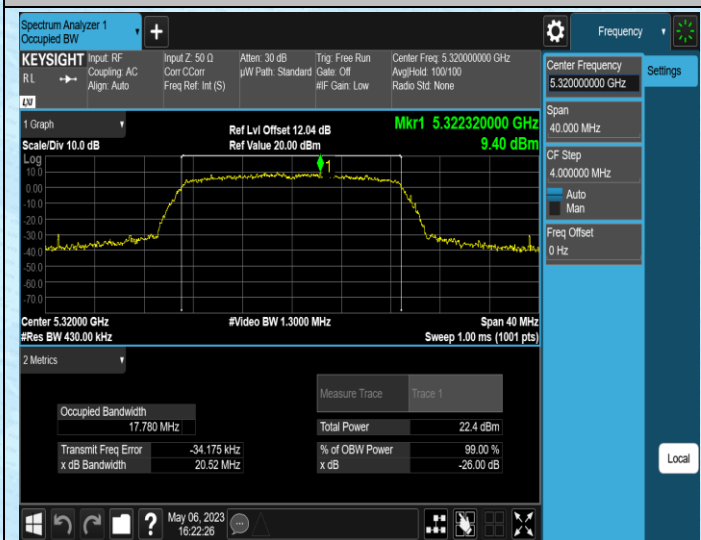 Spectrum Analyzer 1
Occupied BW
Frequency
KEYSIGHT
RL
LXI
Input: RF
Coupling: AC
Align: Auto
Input Z: 50 Ω
Corr CCorr
Freq Ref: Int (S)
Atten: 30 dB
µW Path: Standard
Trig: Free Run
Gate: Off
#IF Gain: Low
Center Freq: 5.320000000 GHz
Avg|Hold: 100/100
Radio Std: None
Center Frequency
5.320000000 GHz
Settings
Span
40.000 MHz
CF Step
4.000000 MHz
Auto
Man
Freq Offset
0 Hz
Local
1 Graph
Scale/Div 10.0 dB
Ref Lvl Offset 12.04 dB
Ref Value 20.00 dBm
Mkr1 5.322320000 GHz
9.40 dBm
Log
10.0
0.00
-10.0
-20.0
-30.0
-40.0
-50.0
-60.0
-70.0
1
Center 5.32000 GHz
#Res BW 430.00 kHz
#Video BW 1.3000 MHz
Span 40 MHz
Sweep 1.00 ms (1001 pts)
2 Metrics
Measure Trace
Trace 1
Occupied Bandwidth
17.780 MHz
Total Power
22.4 dBm
Transmit Freq Error
-34.175 kHz
% of OBW Power
99.00 %
x dB Bandwidth
20.52 MHz
x dB
-26.00 dB
?
May 06, 2023
16:22:26